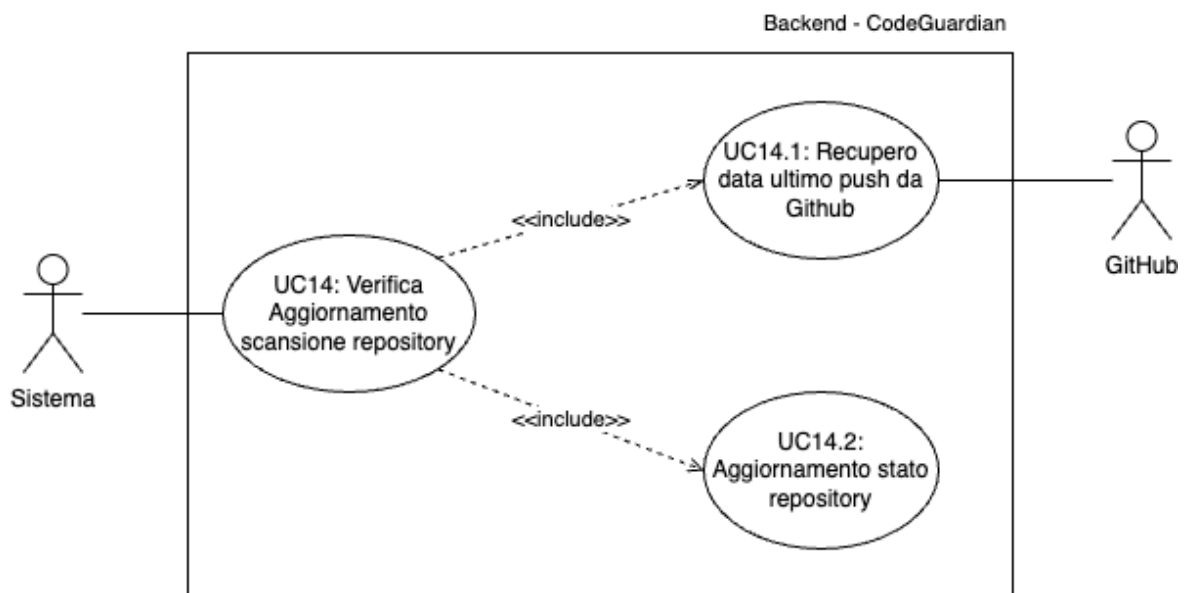 Backend - CodeGuardian
UC14.1: Recupero
data ultimo push da
Github
<<include>>
GitHub
UC14: Verifica
Aggiornamento
scansione repository
Sistema
<<include>>
UC14.2:
Aggiornamento stato
repository